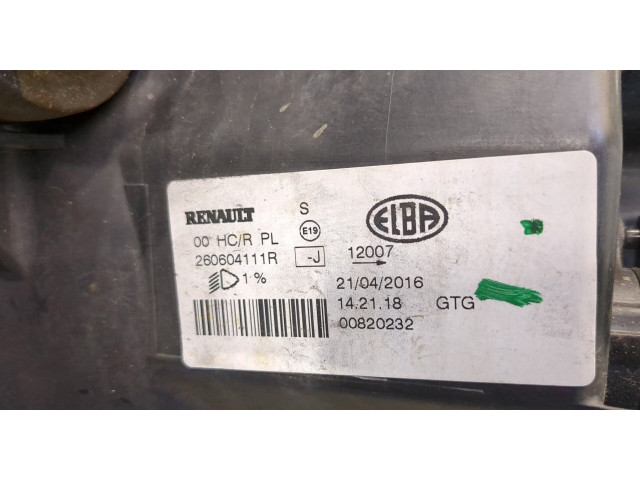 RENAULT S ELBA
00 HC/R PL E19 12007
260604111R -J
1 % 21/04/2016
14.21.18 GTG
00820232